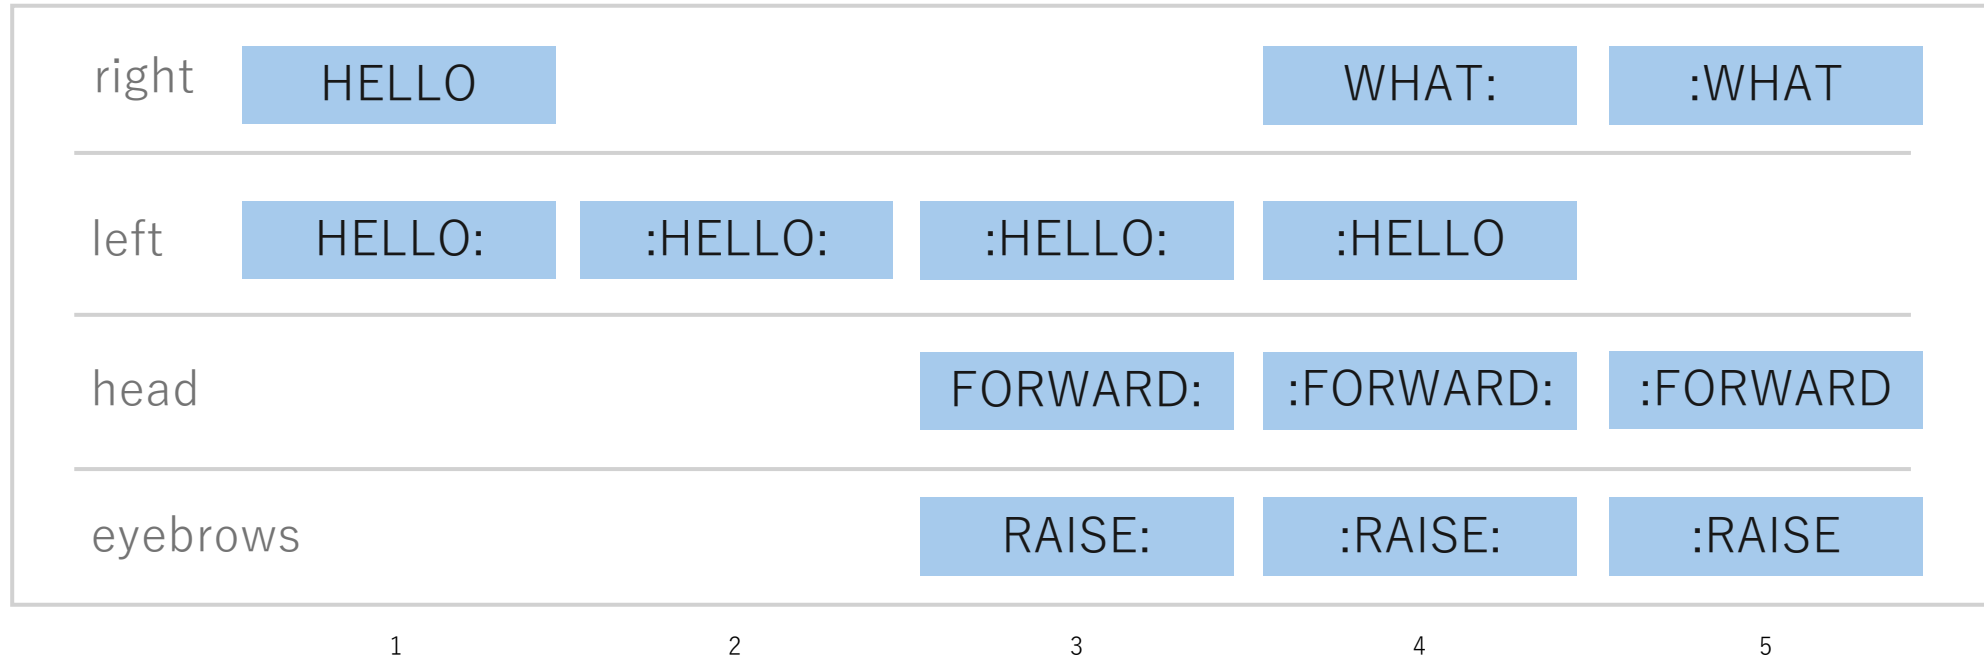 right HELLO WHAT: :WHAT
left HELLO: :HELLO: :HELLO: :HELLO
head FORWARD: :FORWARD: :FORWARD
eyebrows RAISE: :RAISE: :RAISE
1 2 3 4 5